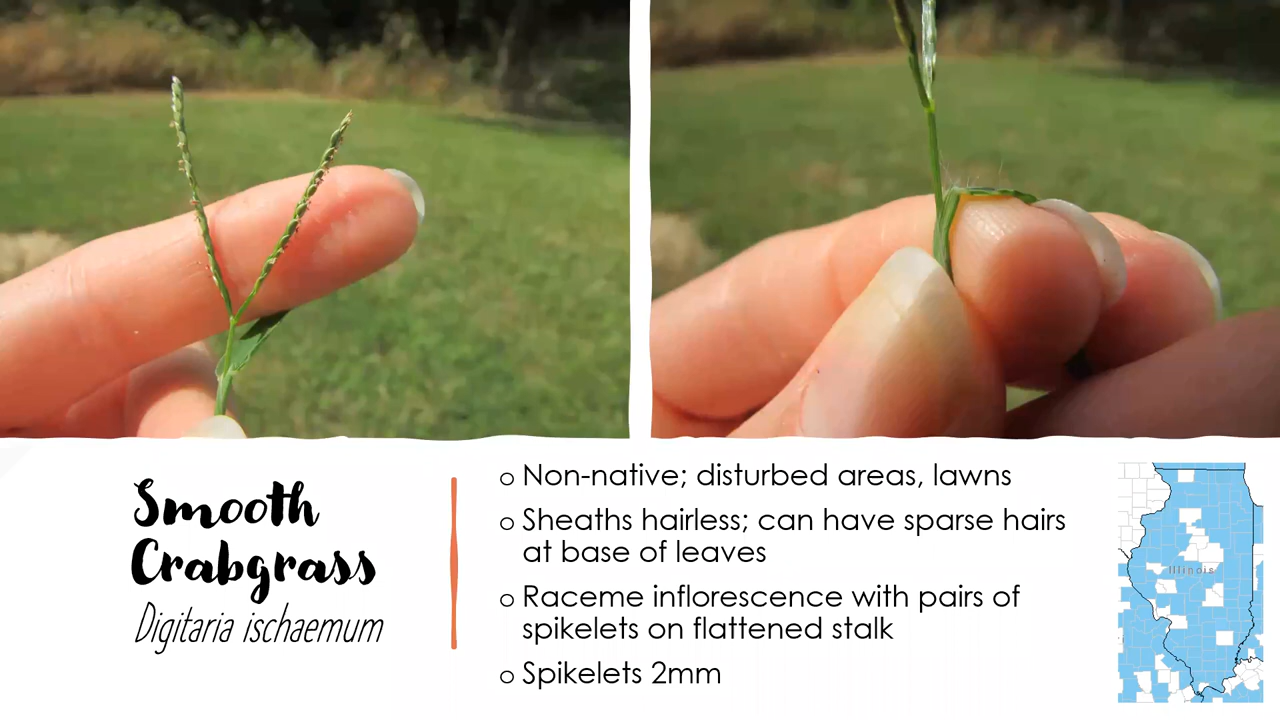 Smooth
Crabgrass
Digitaria ischaemum
o Non-native; disturbed areas, lawns
o Sheaths hairless; can have sparse hairs
at base of leaves
o Raceme inflorescence with pairs of
spikelets on flattened stalk
o Spikelets 2mm
Illinois